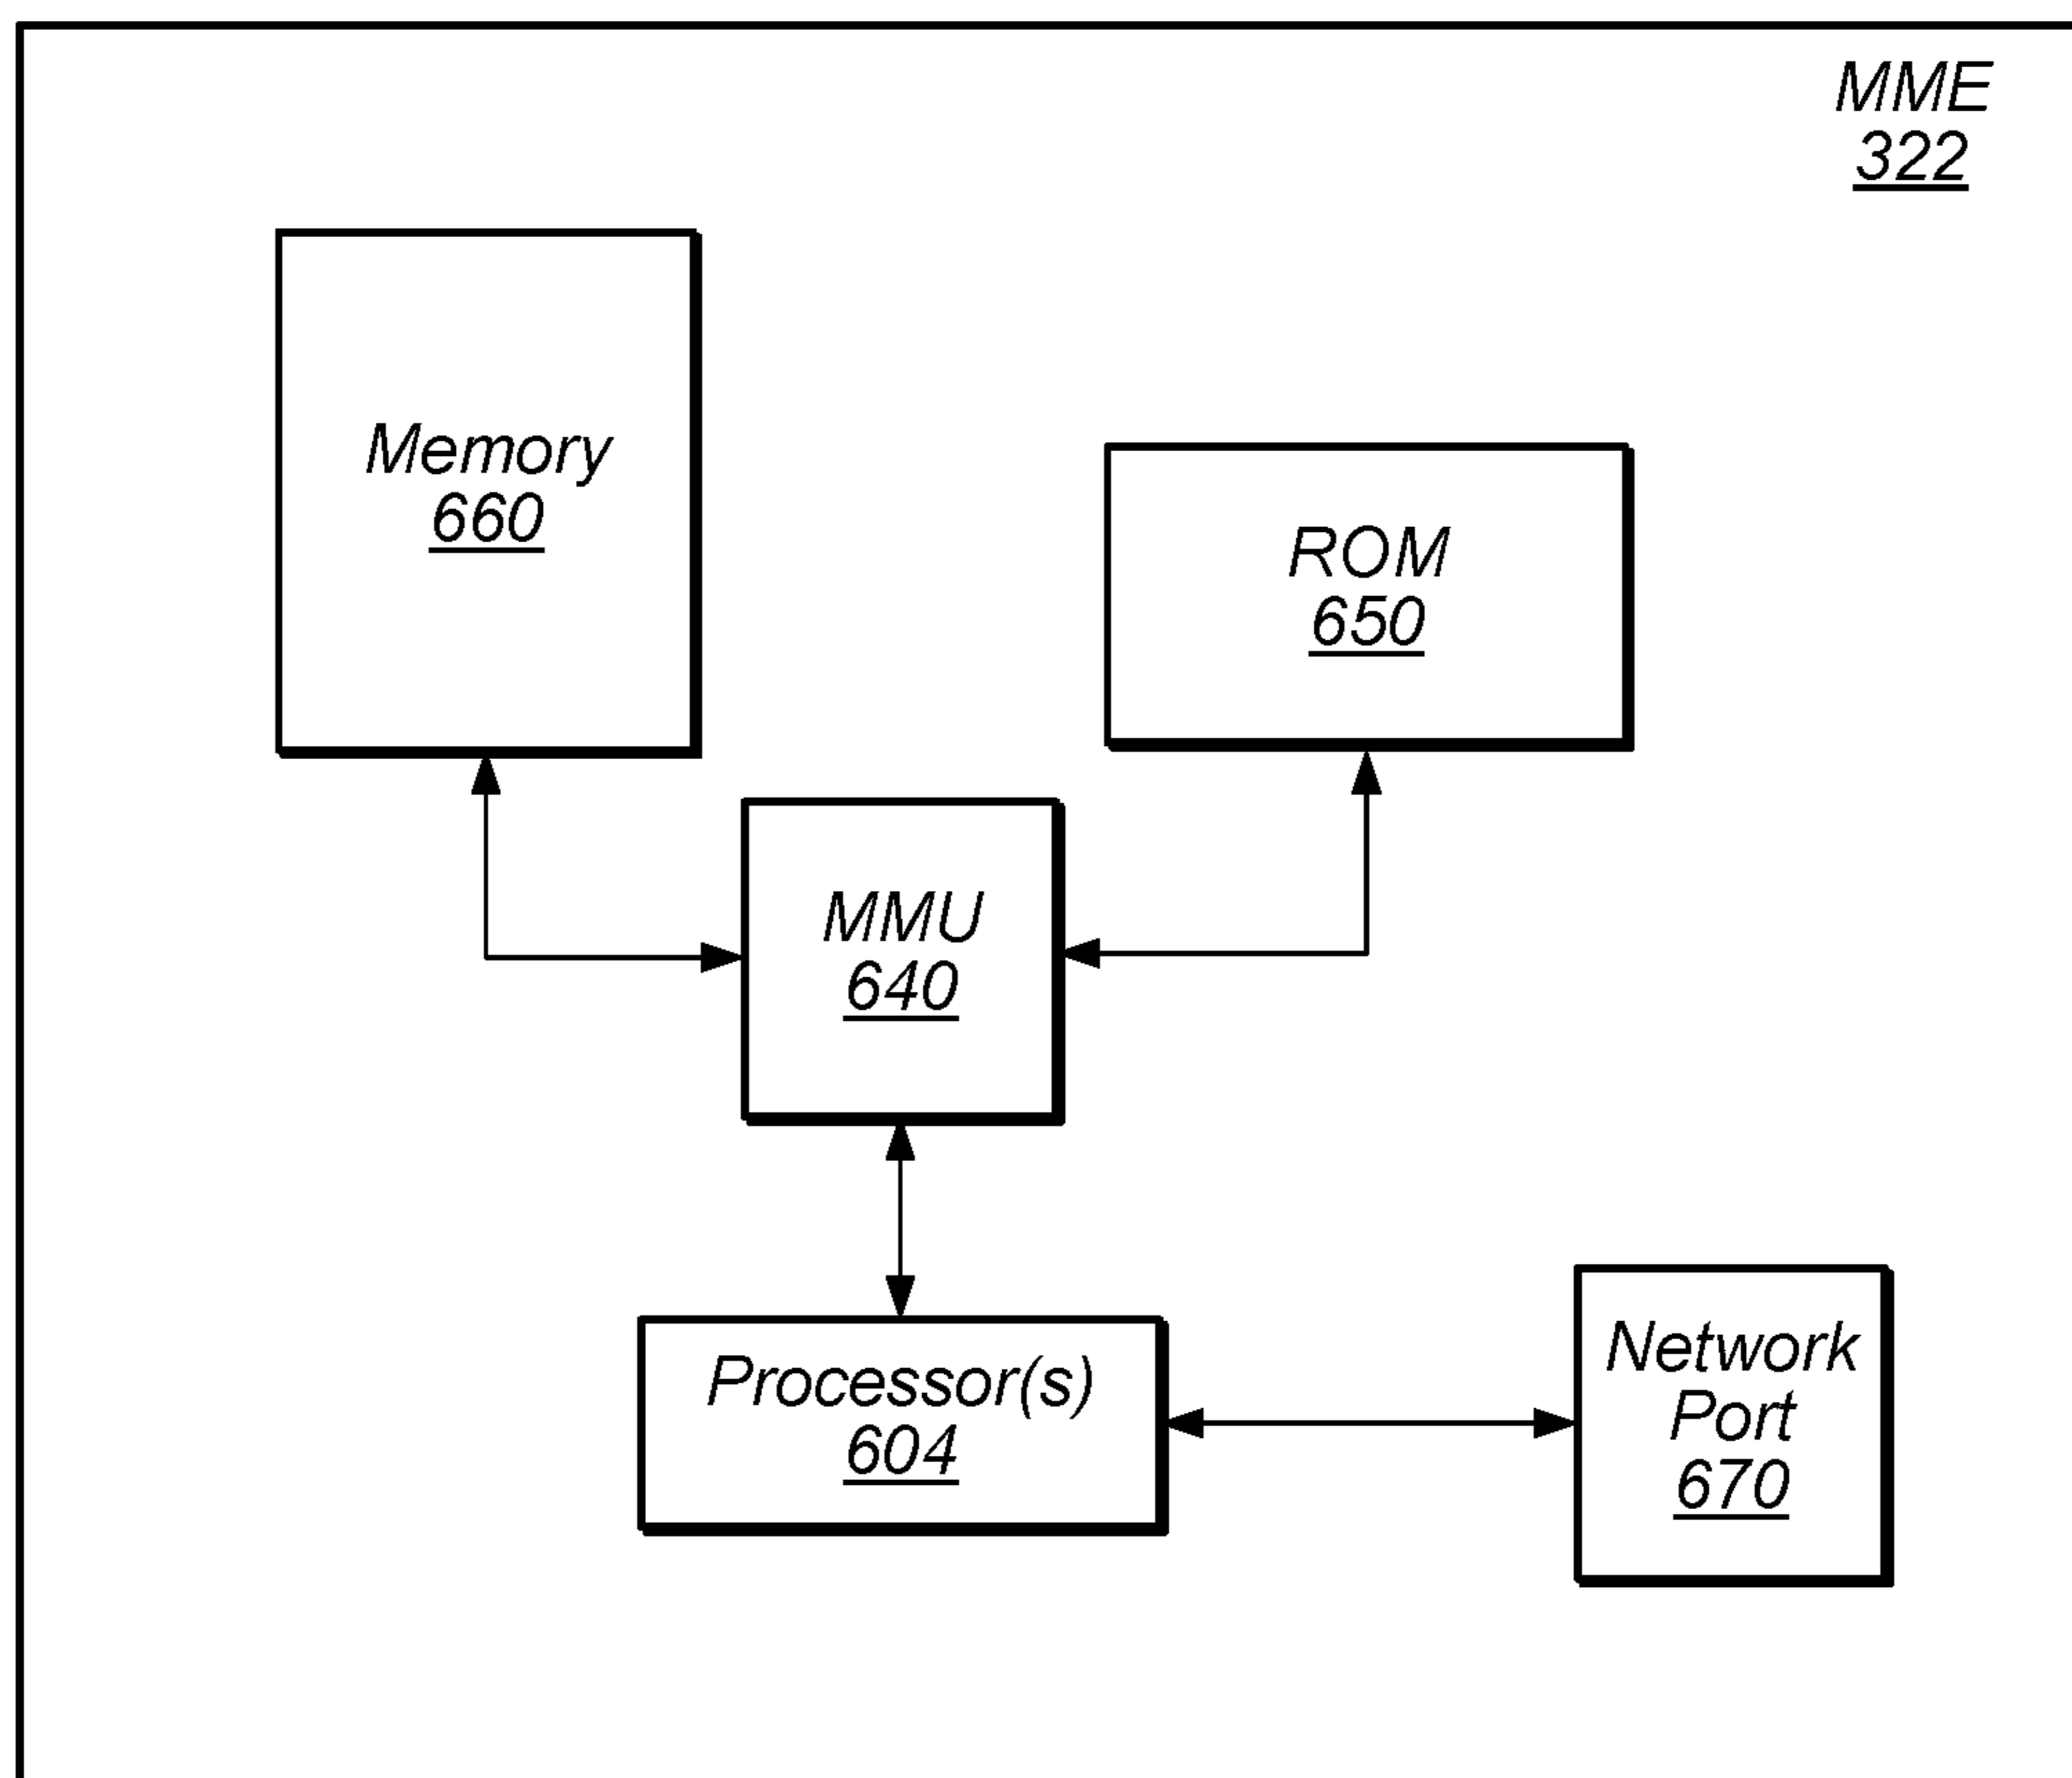 MME
322
Memory
660
ROM
650
MMU
640
Processor(s)
604
Network
Port
670